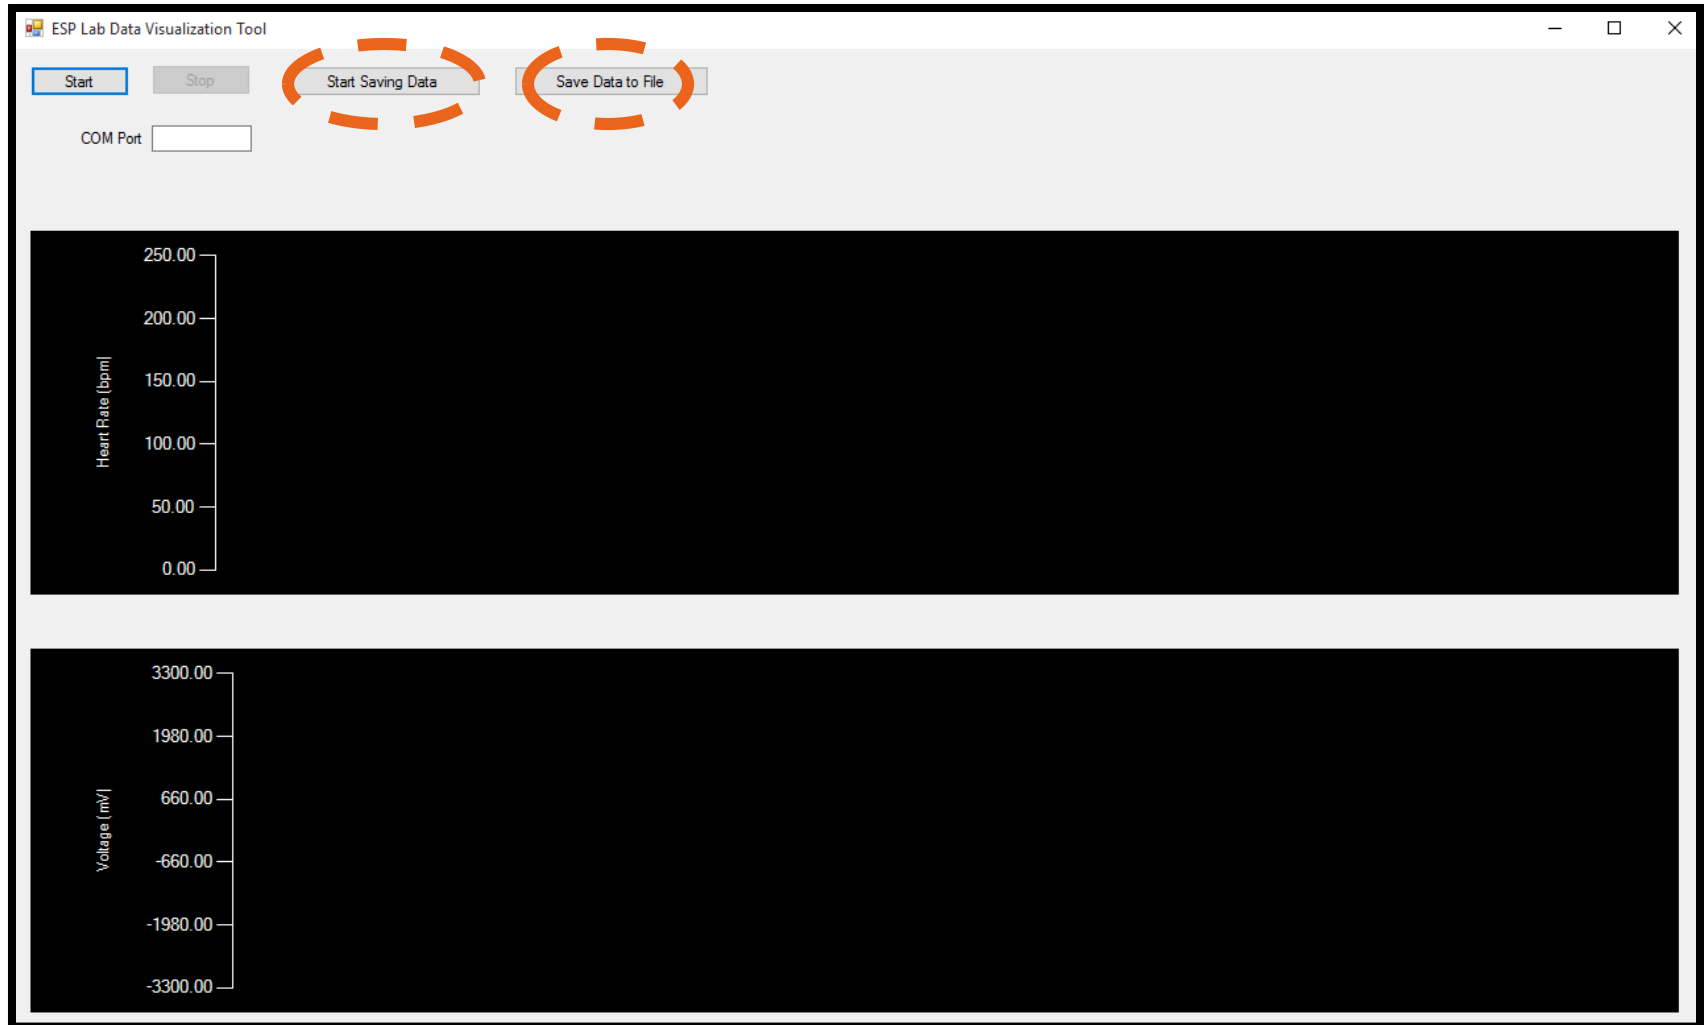 ESP Lab Data Visualization Tool
Start
Stop
Start Saving Data
Save Data to File
COM Port
250.00
200.00
150.00
100.00
50.00
0.00
Heart Rate (bpm)
3300.00
1980.00
660.00
-660.00
-1980.00
-3300.00
Voltage (mV)